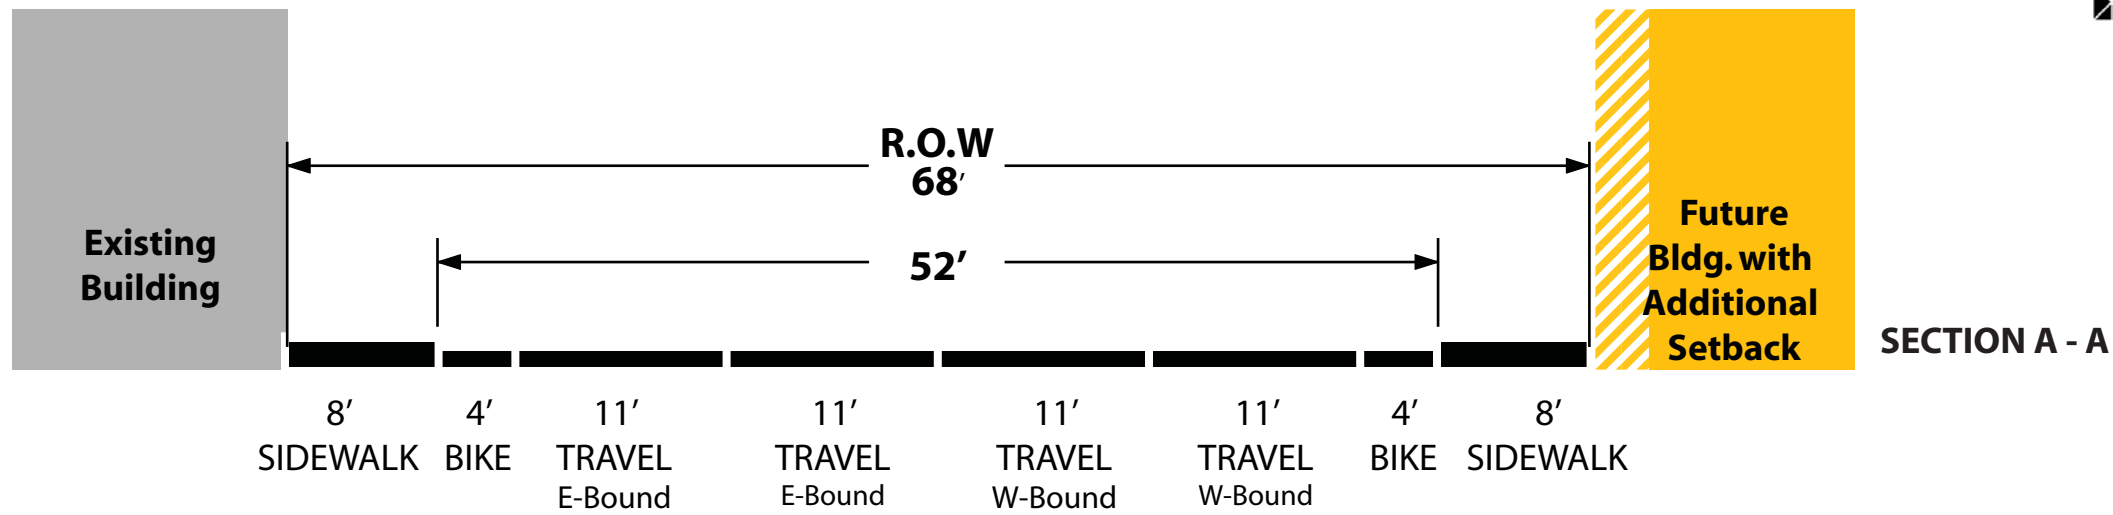 R.O.W
68′
Existing
Building
52’
Future
Bldg. with
Additional
Setback
SECTION A - A
8’
SIDEWALK
4’
BIKE
11’
TRAVEL
E-Bound
11’
TRAVEL
E-Bound
11’
TRAVEL
W-Bound
11’
TRAVEL
W-Bound
4’
BIKE
8’
SIDEWALK